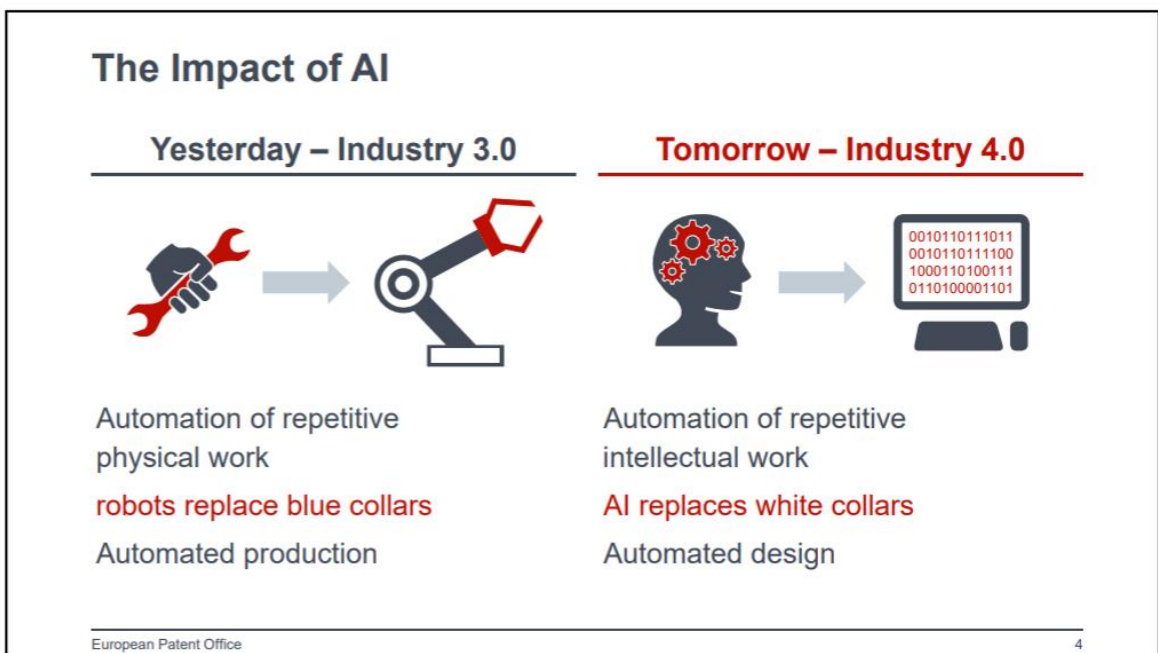 The Impact of AI
Yesterday – Industry 3.0
Automation of repetitive
physical work
robots replace blue collars
Automated production
Tomorrow – Industry 4.0
0010110111011
0010110111100
1000110100111
0110100001101
Automation of repetitive
intellectual work
AI replaces white collars
Automated design
European Patent Office
4